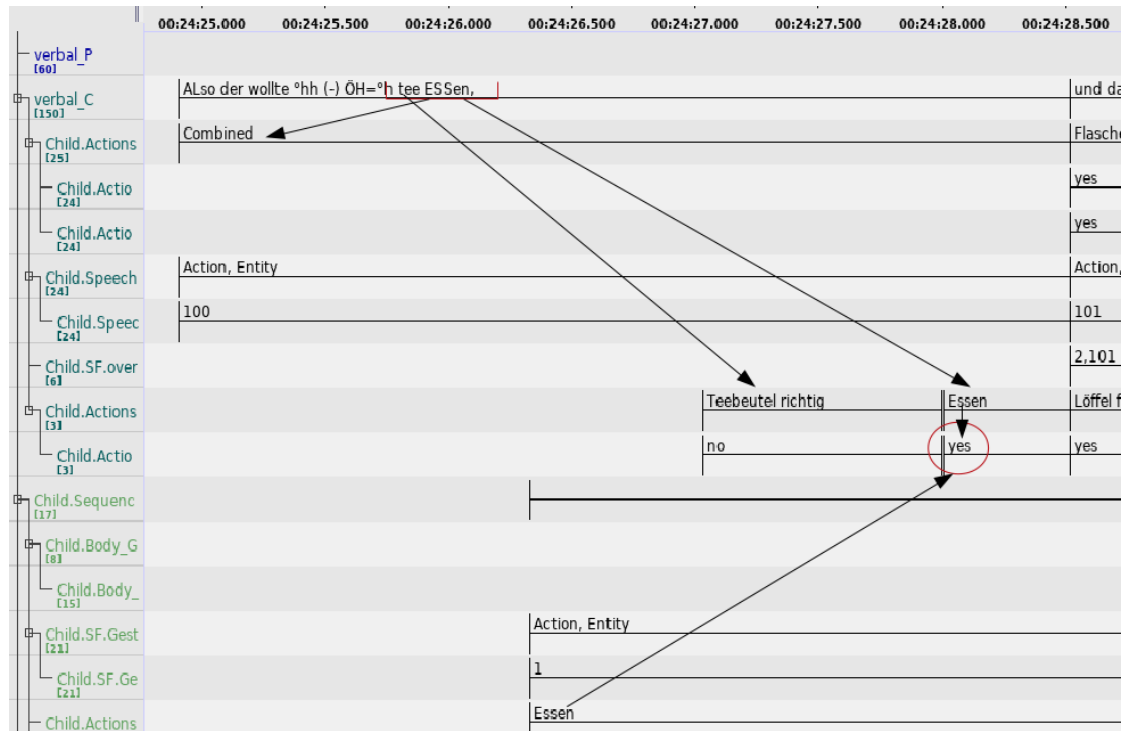 00:24:25.000 00:24:25.500 00:24:26.000 00:24:26.500 00:24:27.000 00:24:27.500 00:24:28.000 00:24:28.500
verbal_P
[60]
verbal_C
[150]
ALso der wollte °hh (-) ÖH=°h tee ESSen,
und da
Child.Actions
[25]
Combined
Flasche
Child.Actio
[24]
yes
Child.Actio
[24]
yes
Child.Speech
[24]
Action, Entity
Action,
Child.Speec
[24]
100
101
Child.SF.over
[6]
2,101
Child.Actions
[3]
Teebeutel richtig
Essen
Löffel f
Child.Actio
[3]
no
yes
yes
Child.Sequenc
[17]
Child.Body_G
[8]
Child.Body_
[15]
Child.SF.Gest
[21]
Action, Entity
Child.SF.Ge
[21]
1
Child.Actions
Essen